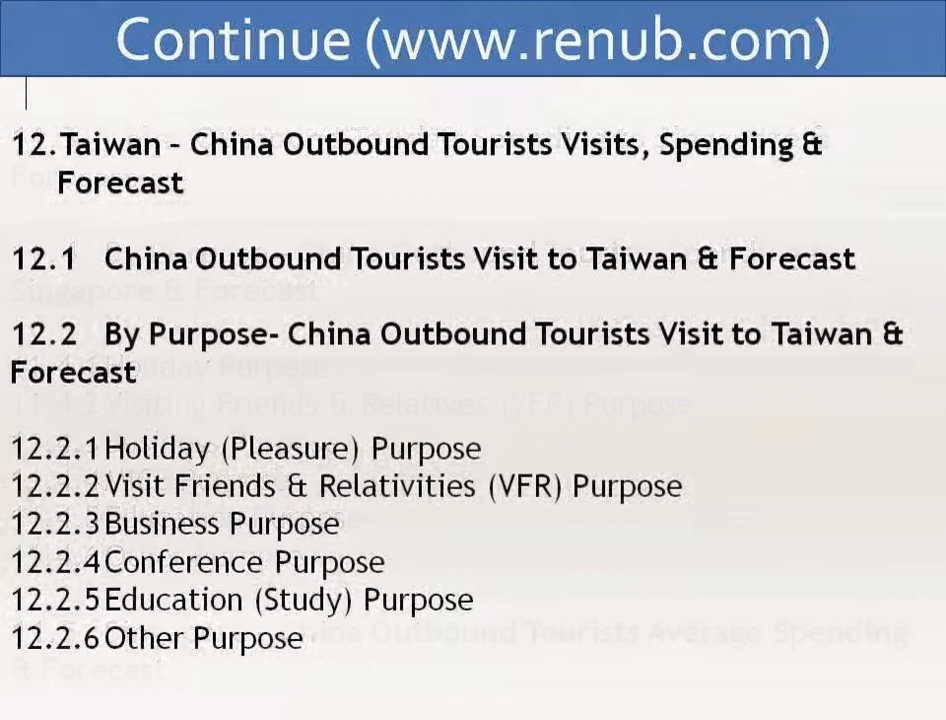 Continue (www.renub.com)
12. Taiwan – China Outbound Tourists Visits, Spending &
Forecast
12.1 China Outbound Tourists Visit to Taiwan & Forecast
12.2 By Purpose- China Outbound Tourists Visit to Taiwan &
Forecast
12.2.1 Holiday (Pleasure) Purpose
12.2.2 Visit Friends & Relativities (VFR) Purpose
12.2.3 Business Purpose
12.2.4 Conference Purpose
12.2.5 Education (Study) Purpose
12.2.6 Other Purpose